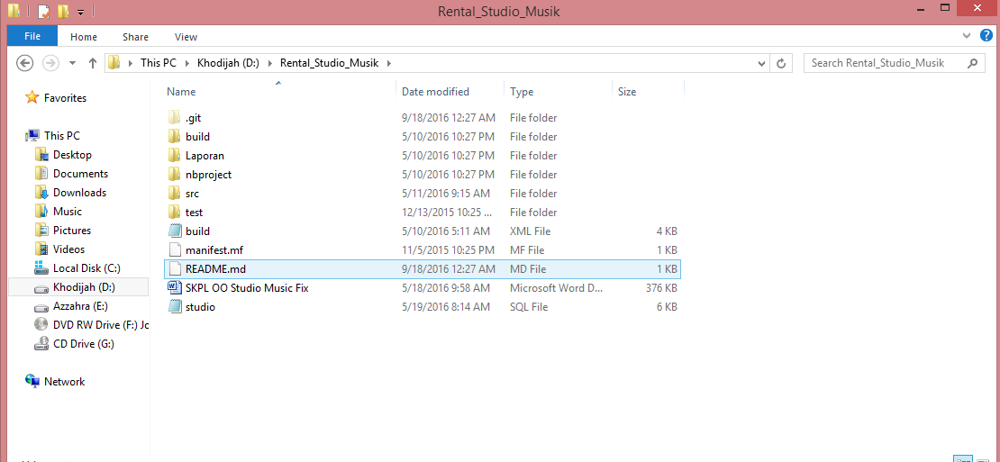 Rental_Studio_Musik
File Home Share View
This PC Khodijah (D:) Rental_Studio_Musik Search Rental_Studio_Musik
Name Date modified Type Size
Favorites
This PC
Desktop
Documents
Downloads
Music
Pictures
Videos
Local Disk (C:)
Khodijah (D:)
Azzahra (E:)
DVD RW Drive (F:) Jo
CD Drive (G:)
Network
.git 9/18/2016 12:27 AM File folder
build 5/10/2016 10:27 PM File folder
Laporan 5/10/2016 10:27 PM File folder
nbproject 5/10/2016 10:27 PM File folder
src 5/11/2016 9:15 AM File folder
test 12/13/2015 10:25 ... File folder
build 5/10/2016 5:11 AM XML File 4 KB
manifest.mf 11/5/2015 10:25 PM MF File 1 KB
README.md 9/18/2016 12:27 AM MD File 1 KB
SKPL OO Studio Music Fix 5/18/2016 9:58 AM Microsoft Word D... 376 KB
studio 5/19/2016 8:14 AM SQL File 6 KB